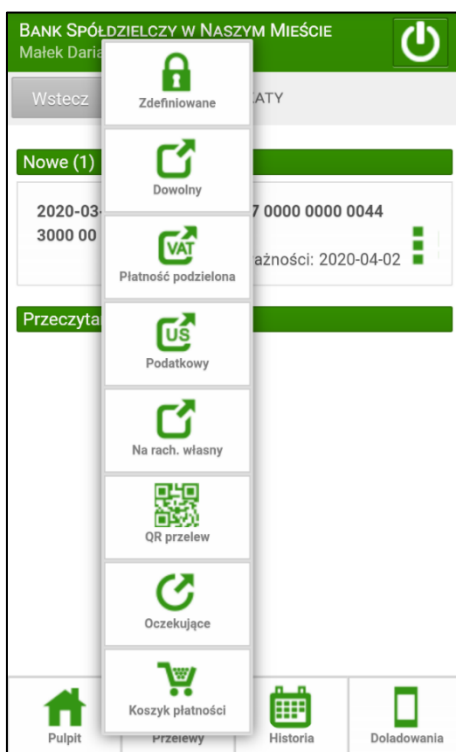 BANK SPÓŁDZIELCZY W NASZYM MIEŚCIE
Małek Daria
Wstecz
Zdefiniowane
Nowe (1)
Dowolny
2020-03- 7 0000 0000 0044
3000 00
VAT
Płatność podzielona
ażności: 2020-04-02
Przeczyta
US
Podatkowy
Na rach. własny
QR przelew
Oczekujące
Koszyk płatności
Pulpit
Przelewy
Historia
Doładowania